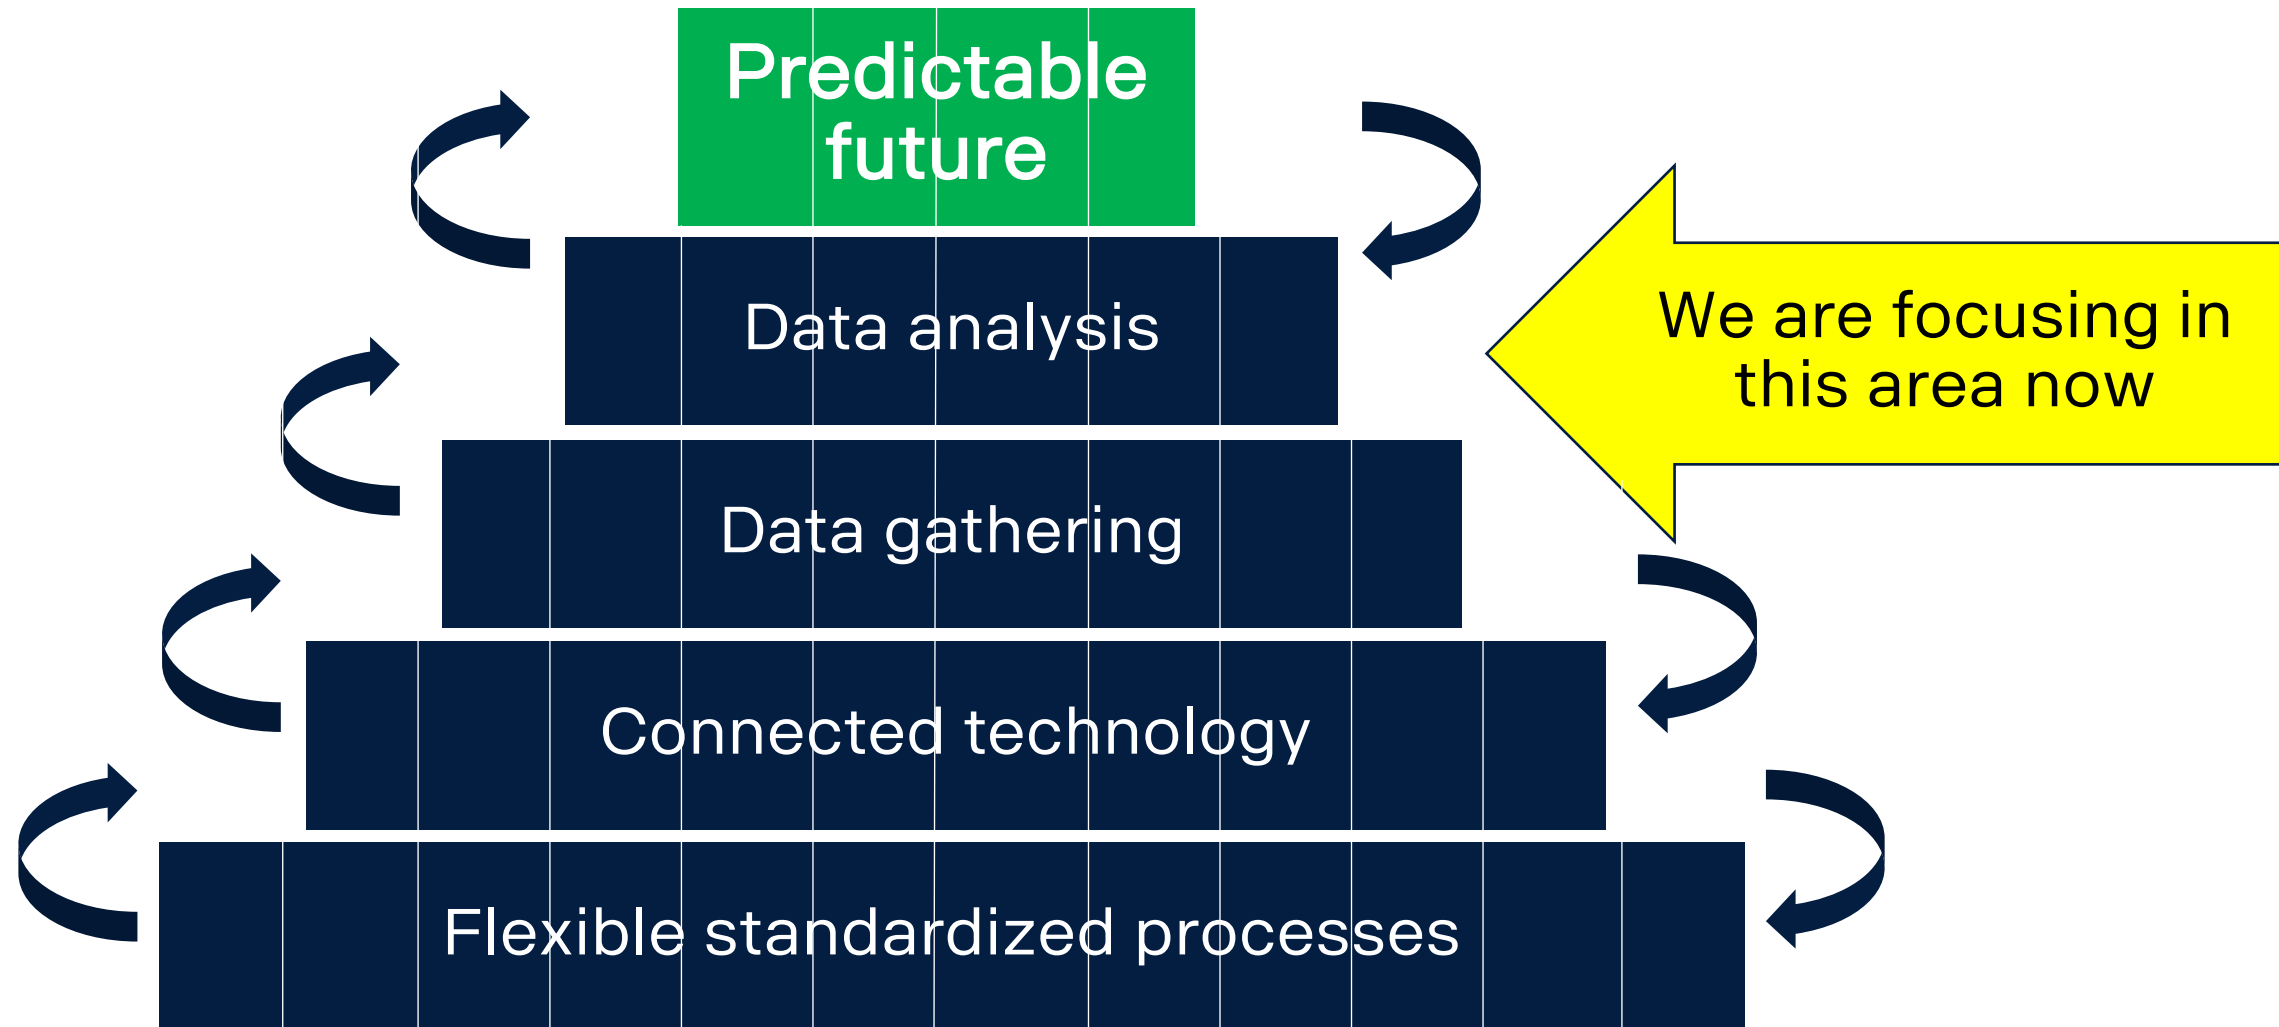 Predictable
future
Data analysis
We are focusing in
this area now
Data gathering
Connected technology
Flexible standardized processes